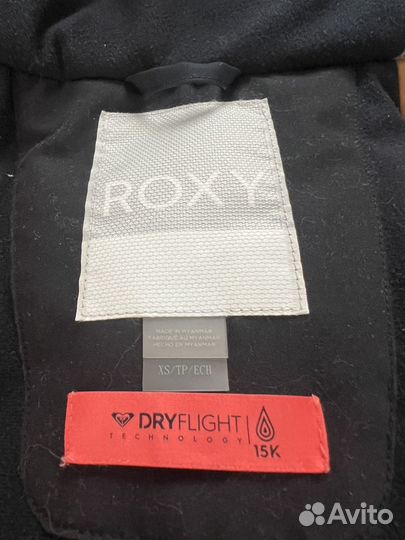 ROXY
MADE IN MYANMAR
FABRIQUÉ AU MYANMAR
HECHO EN MYANMAR
XS/TP/ECH
DRYFLIGHT
TECHNOLOGY
15K
Avito